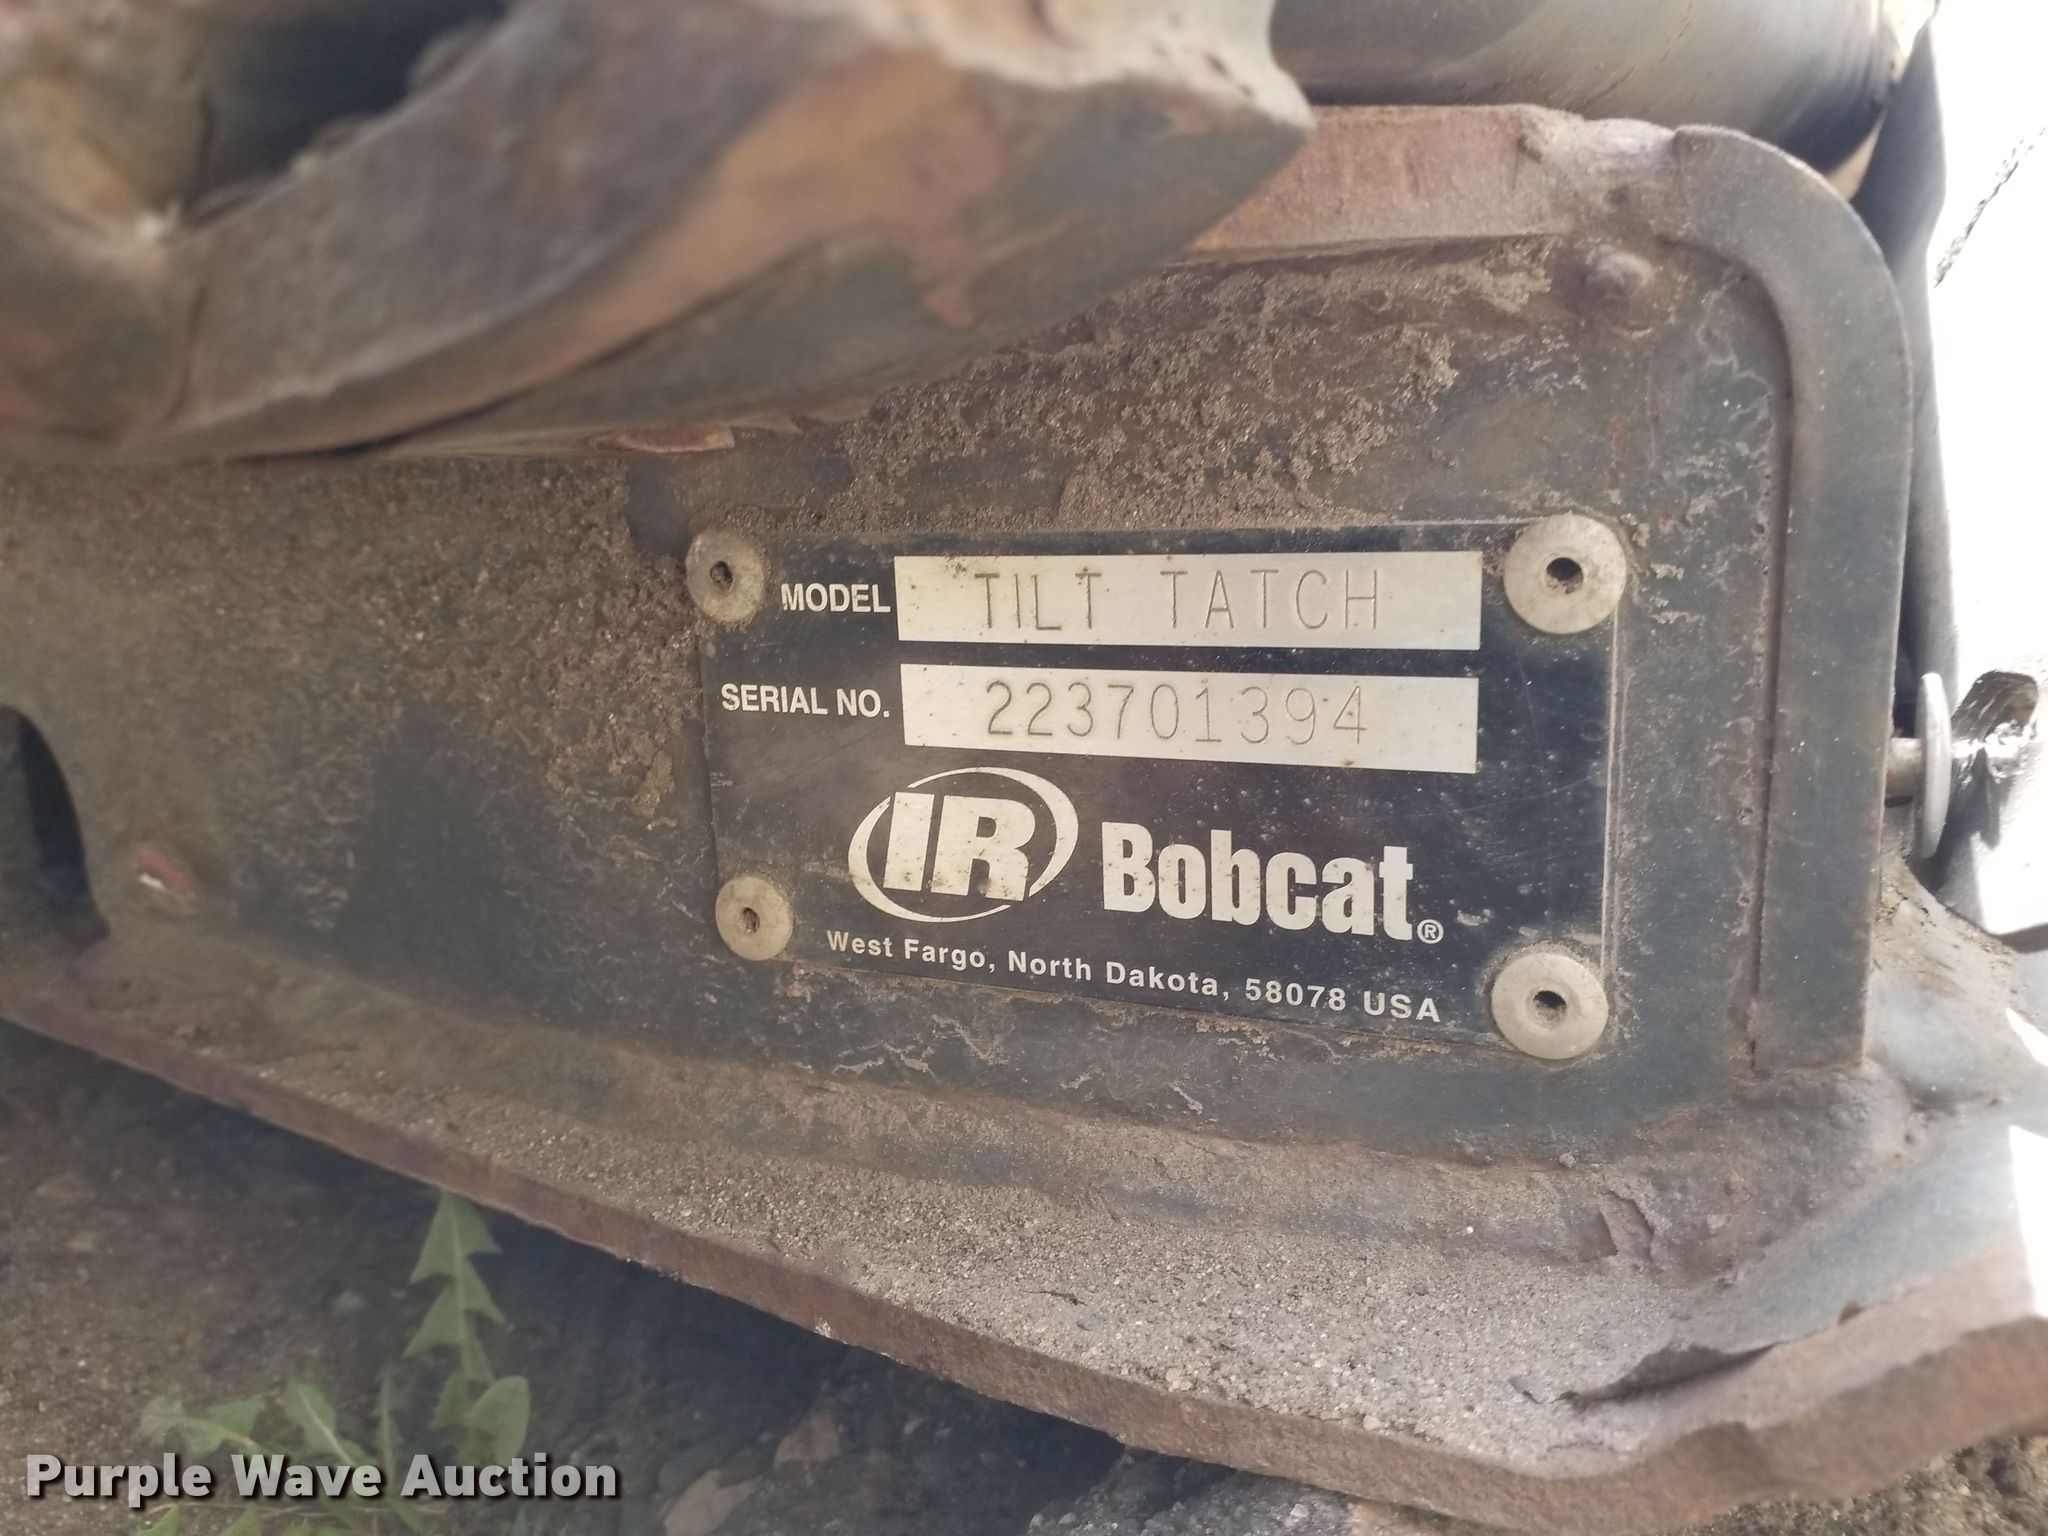 MODEL TILT TATCH
SERIAL NO. 223701394
IR Bobcat®
West Fargo, North Dakota, 58078 USA
Purple Wave Auction